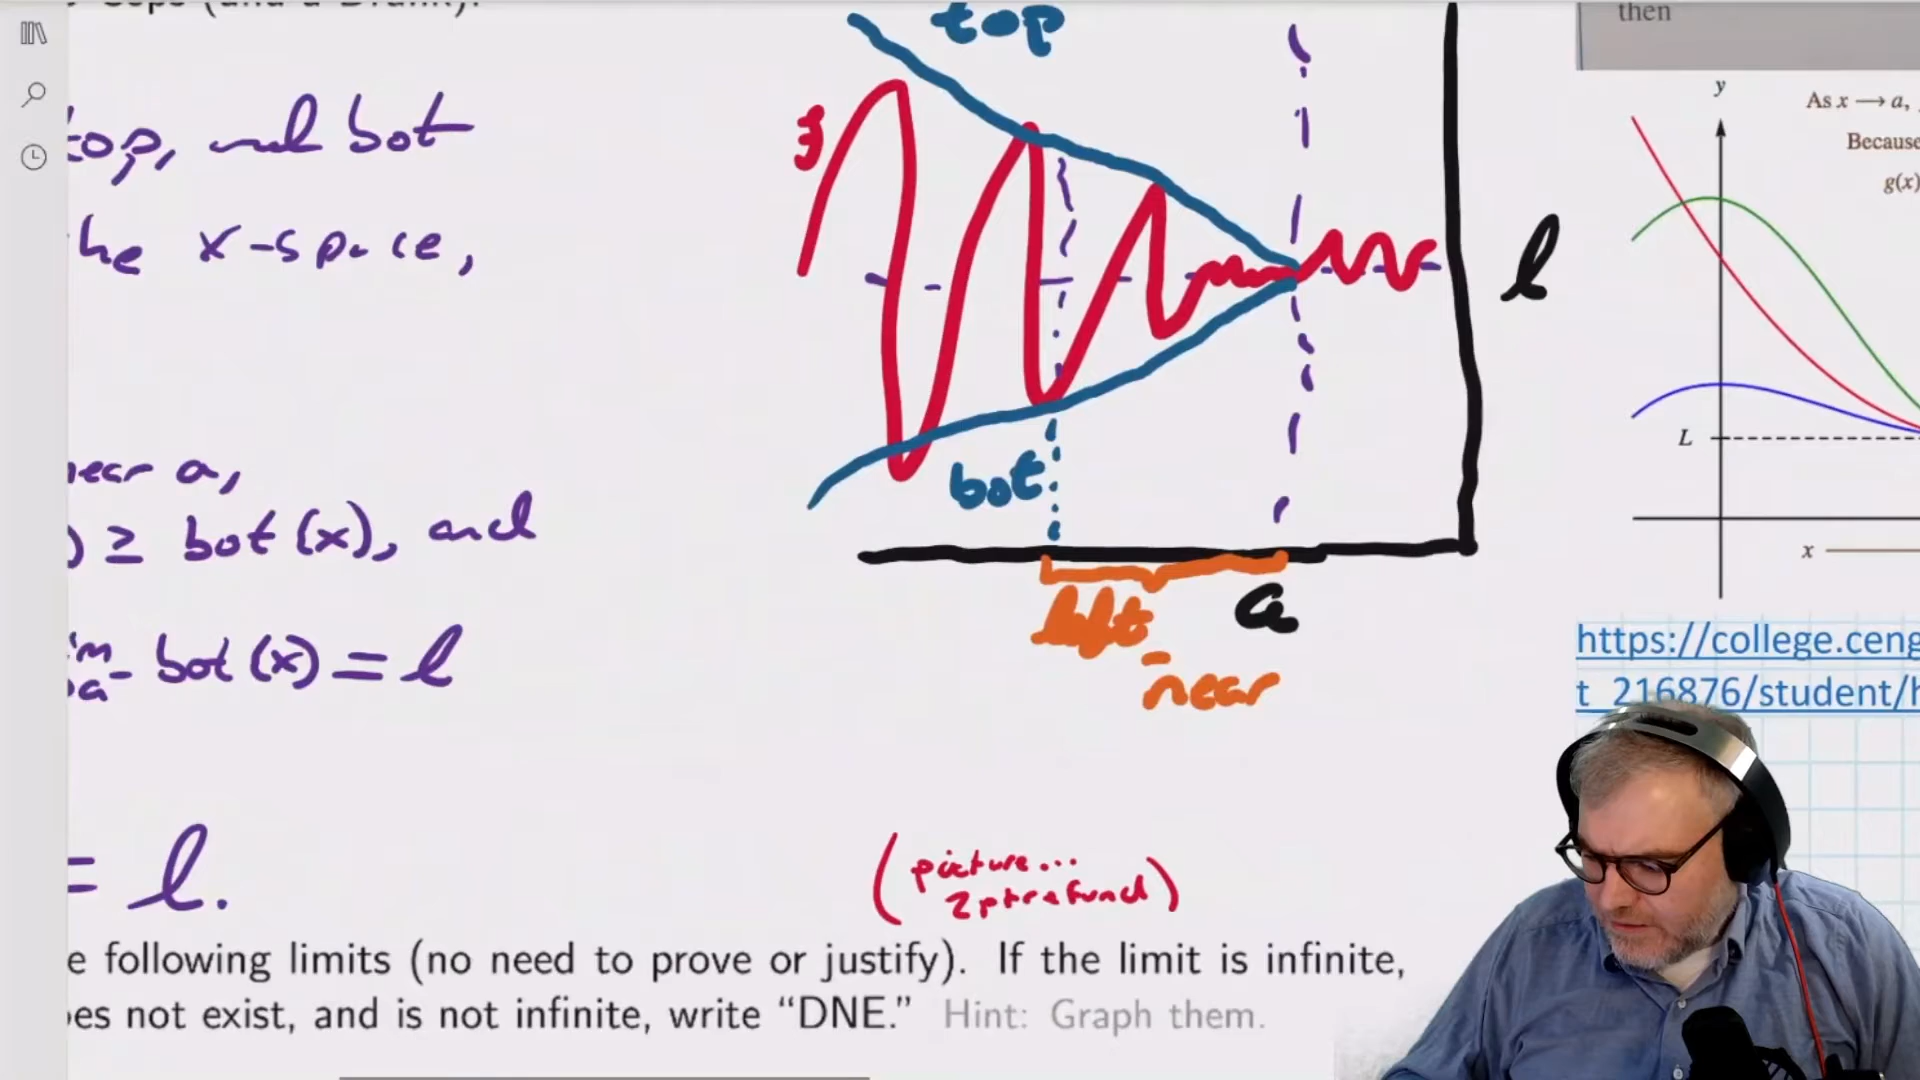 top, and bot
the x-space,
near a,
) ≥ bot(x), and
bot(x) = l
= l.
top
l
bot
a
left-
near
(picture...
2ptrefund)
e following limits (no need to prove or justify). If the limit is infinite,
es not exist, and is not infinite, write “DNE.” Hint: Graph them.
then
y
As x → a,
Because
g(x)
L
x
https://college.ceng
t_216876/student/h